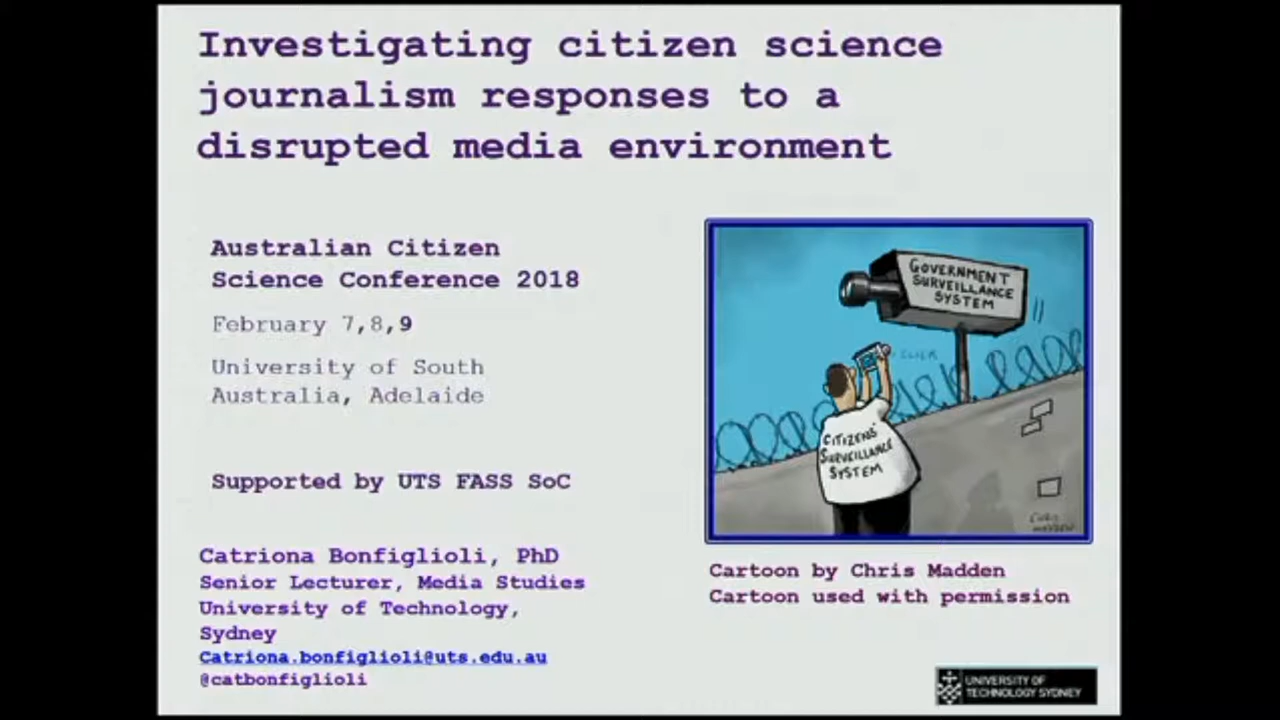 Investigating citizen science
journalism responses to a
disrupted media environment
Australian Citizen
Science Conference 2018
February 7,8,9
University of South
Australia, Adelaide
Supported by UTS FASS SoC
Catriona Bonfiglioli, PhD
Senior Lecturer, Media Studies
University of Technology,
Sydney
Catriona.bonfiglioli@uts.edu.au
@catbonfiglioli
GOVERNMENT
SURVEILLANCE
SYSTEM
CLICK
CITIZENS'
SURVEILLANCE
SYSTEM
CHRIS
MADDEN
Cartoon by Chris Madden
Cartoon used with permission
UNIVERSITY OF
TECHNOLOGY SYDNEY